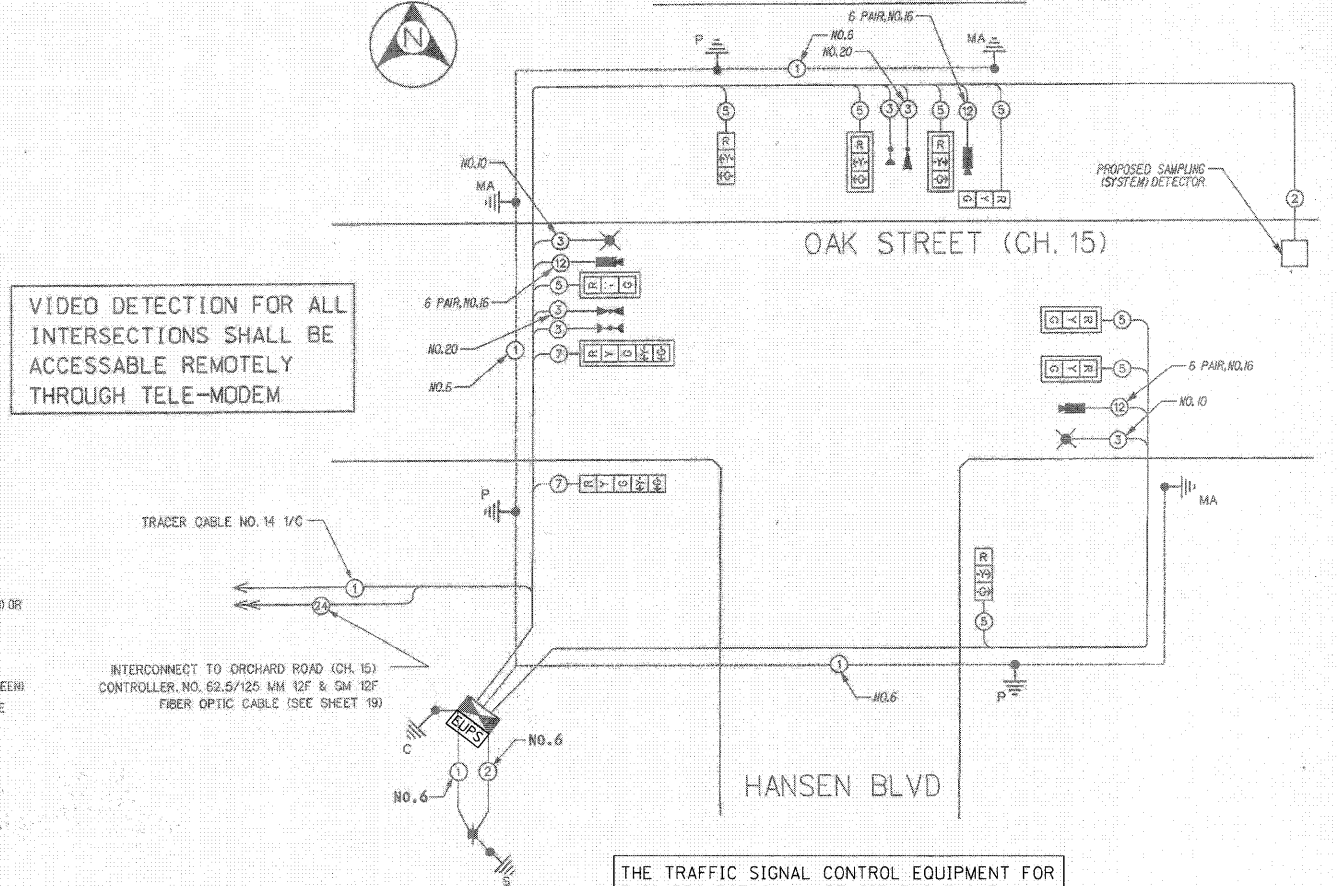 N
6 PAIR, NO.16
NO.6
NO.20
P
MA
1
5
5
3
3
5
12
5
R
Y
G
R
Y
G
R
Y
G
R Y G
PROPOSED SAMPLING
(SYSTEM) DETECTOR
2
NO.10
MA
OAK STREET (CH. 15)
3
12
5
R G
6 PAIR, NO.16
3
NO.20
3
1
7
R Y G Y G
NO.6
VIDEO DETECTION FOR ALL
INTERSECTIONS SHALL BE
ACCESSABLE REMOTELY
THROUGH TELE-MODEM
R Y G
5
R Y G
5
6 PAIR, NO.16
12
NO.10
3
7
R Y G Y G
P
MA
TRACER CABLE NO. 14 1/C
1
24
R
Y
G
5
) OR
INTERCONNECT TO ORCHARD ROAD (CH. 15)
CONTROLLER, NO. 62.5/125 MM 12F & SM 12F
FIBER OPTIC CABLE (SEE SHEET 19)
EEN)
E
1
NO.6
P
EUPS
C
NO.6
1
2
NO.6
HANSEN BLVD
S
THE TRAFFIC SIGNAL CONTROL EQUIPMENT FOR